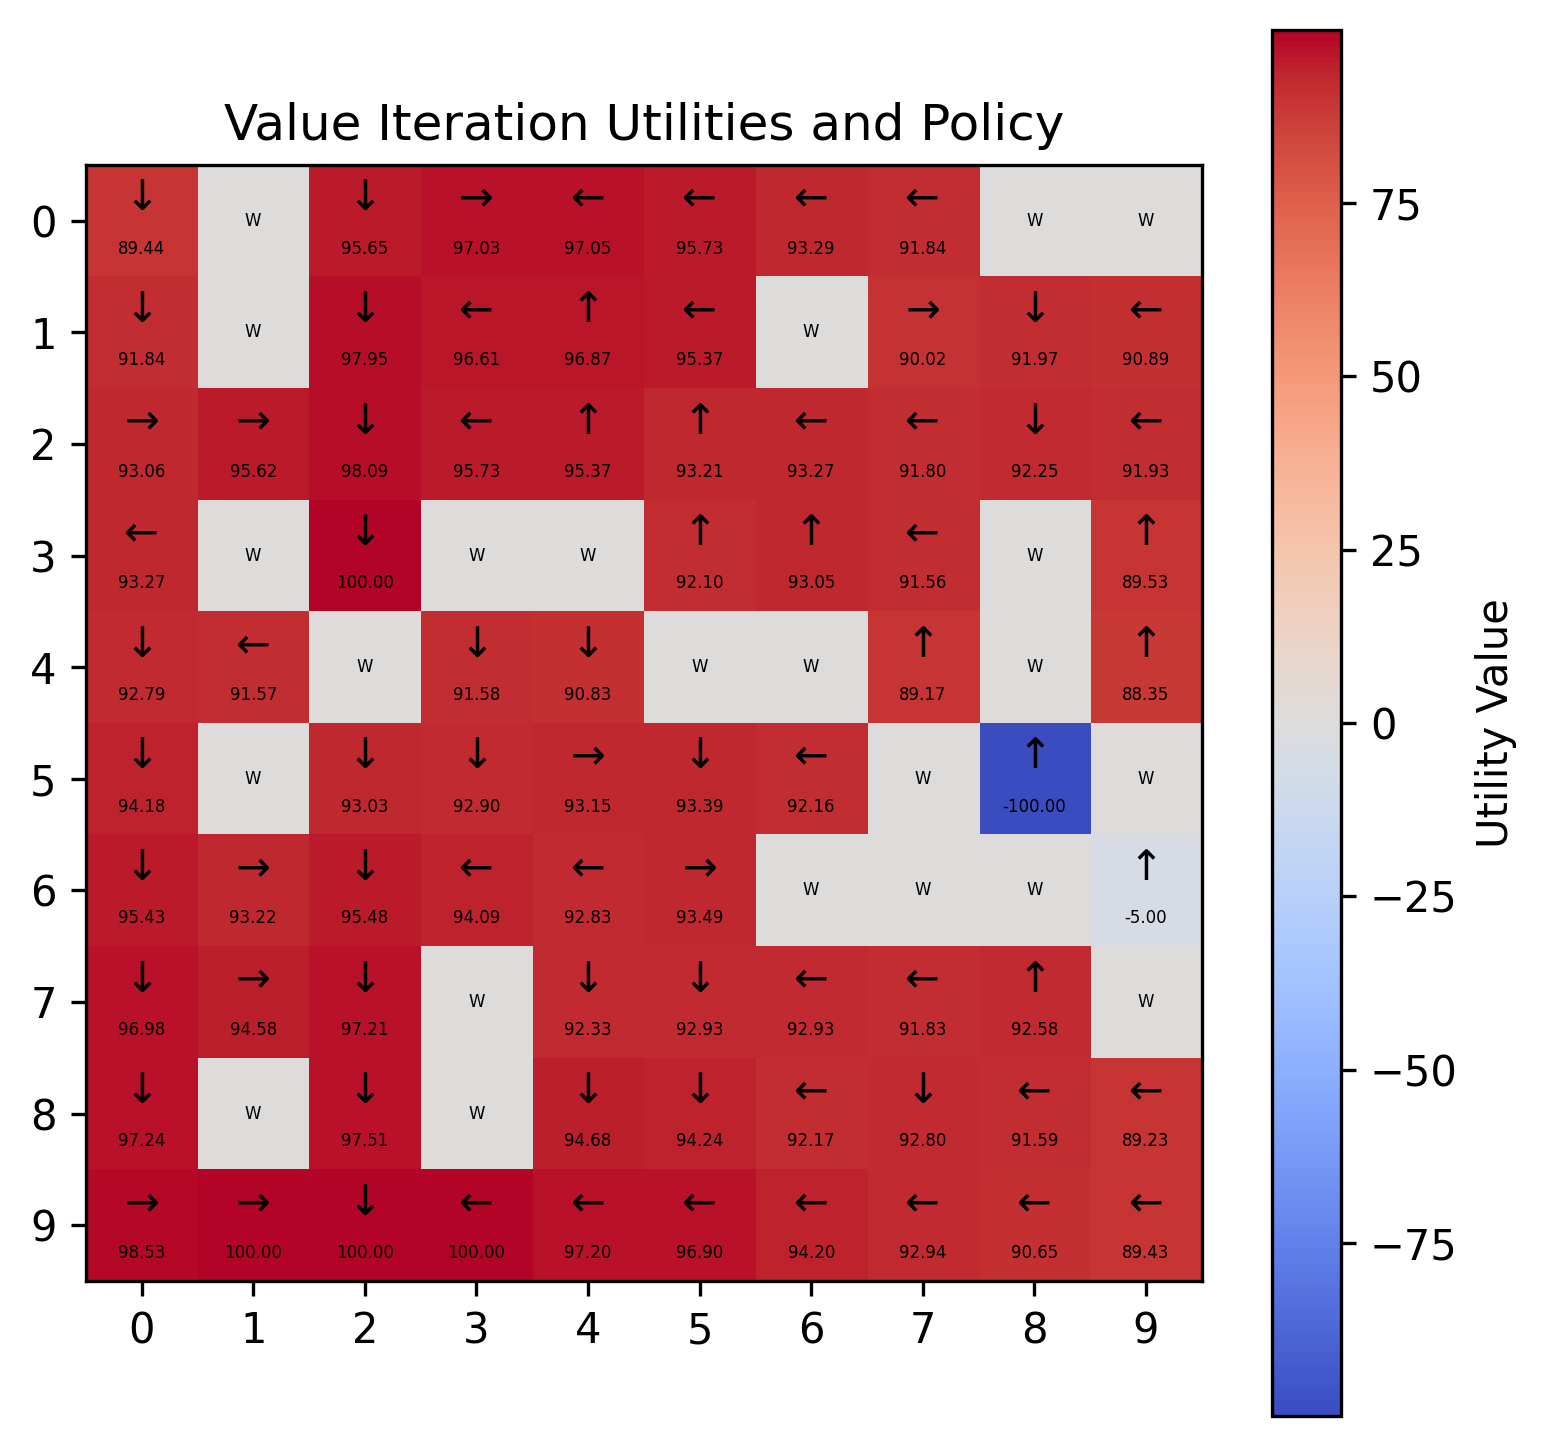 Value Iteration Utilities and Policy
0 ↓ W ↓ → ← ← ← ← W W
89.44 95.65 97.03 97.05 95.73 93.29 91.84
1 ↓ W ↓ ← ↑ ← W → ↓ ←
91.84 97.95 96.61 96.87 95.37 90.02 91.97 90.89
2 → → ↓ ← ↑ ↑ ← ← ↓ ←
93.06 95.62 98.09 95.73 95.37 93.21 93.27 91.80 92.25 91.93
3 ← W ↓ W W ↑ ↑ ← W ↑
93.27 100.00 92.10 93.05 91.56 89.53
4 ↓ ← W ↓ ↓ W W ↑ W ↑
92.79 91.57 91.58 90.83 89.17 88.35
5 ↓ W ↓ ↓ → ↓ ← W ↑ W
94.18 93.03 92.90 93.15 93.39 92.16 -100.00
6 ↓ → ↓ ← ← → W W W ↑
95.43 93.22 95.48 94.09 92.83 93.49 -5.00
7 ↓ → ↓ W ↓ ↓ ← ← ↑ W
96.98 94.58 97.21 92.33 92.93 92.93 91.83 92.58
8 ↓ W ↓ W ↓ ↓ ← ↓ ← ←
97.24 97.51 94.68 94.24 92.17 92.80 91.59 89.23
9 → → ↓ ← ← ← ← ← ← ←
98.53 100.00 100.00 100.00 97.20 96.90 94.20 92.94 90.65 89.43
0 1 2 3 4 5 6 7 8 9
75
50
25
0
−25
−50
−75
Utility Value